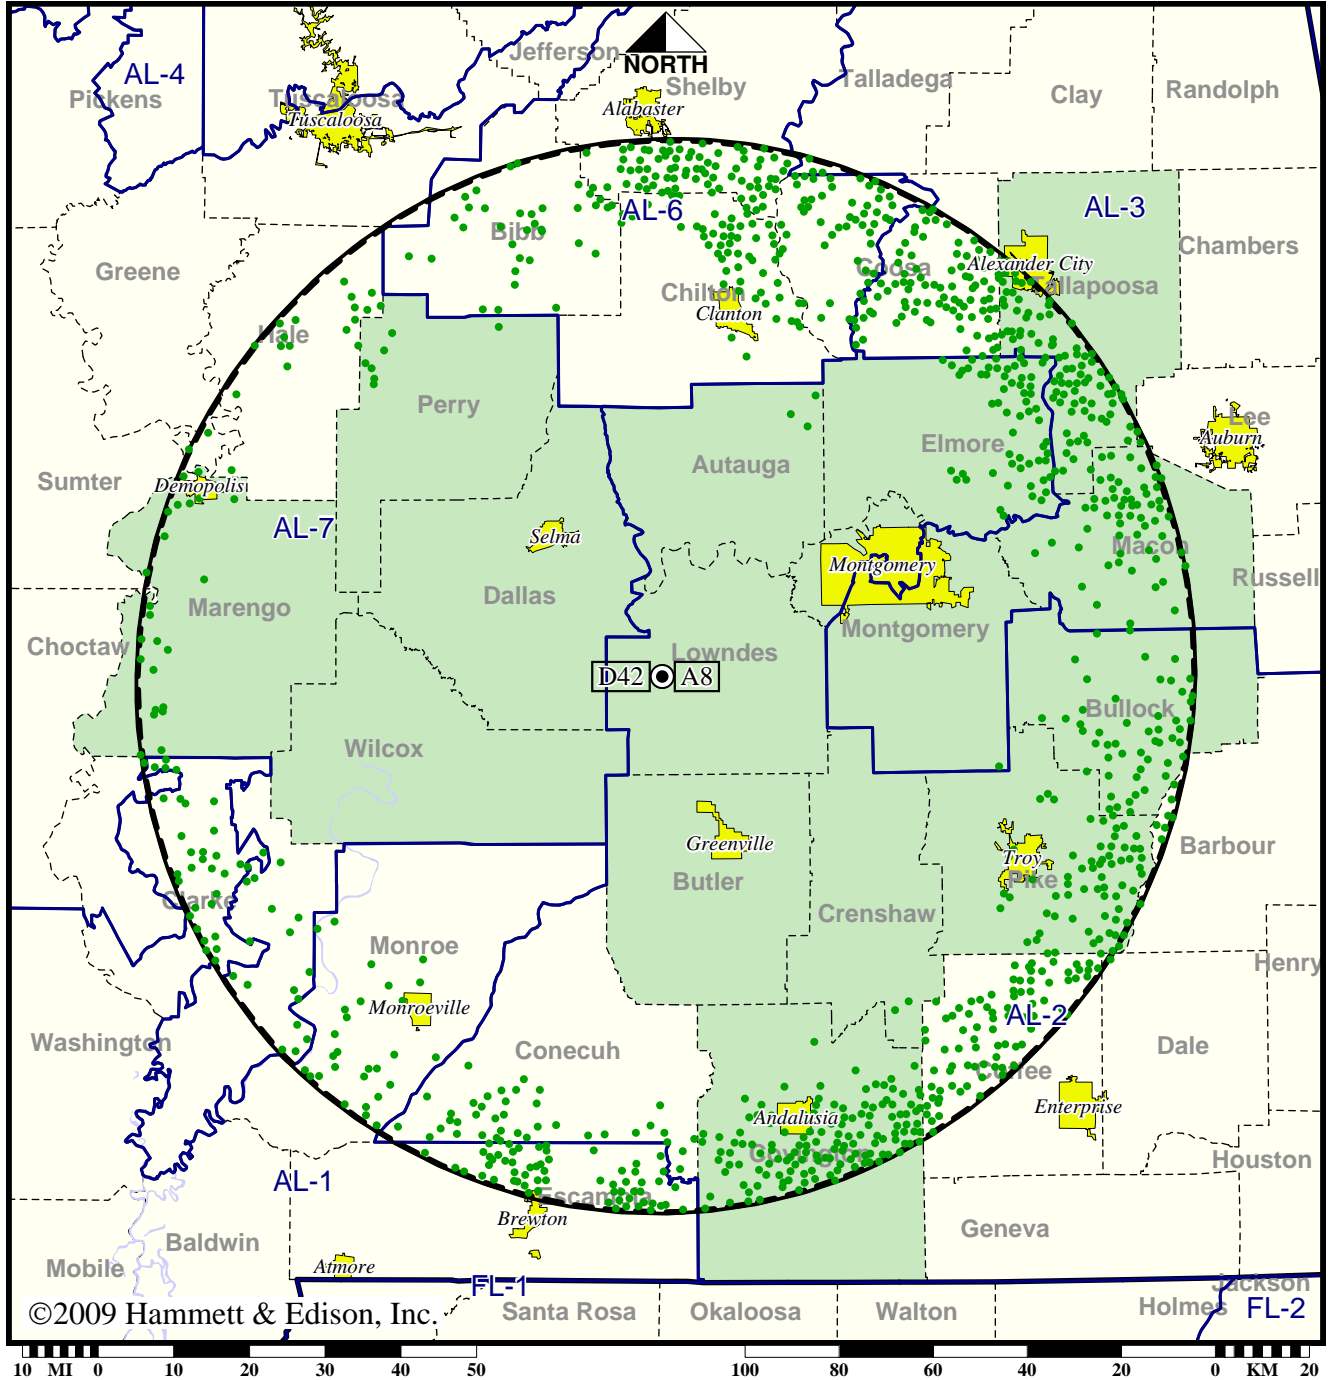 Jefferson
NORTH
AL-4
Pickens
Tuscaloosa
Tuscaloosa
Alabaster
Shelby
Talladega
Clay
Randolph
AL-6
AL-3
Bibb
Greene
Coosa
Alexander City
Tallapoosa
Chambers
Chilton
Clanton
Hale
Perry
Autauga
Elmore
Lee
Auburn
Sumter
Demopolis
AL-7
Selma
Macon
Montgomery
Russell
Marengo
Dallas
Choctaw
Lowndes
Montgomery
D42
A8
Bullock
Wilcox
Greenville
Troy
Pike
Barbour
Butler
Clarke
Crenshaw
Monroe
Henry
Monroeville
AL-2
Washington
Conecuh
Coffee
Dale
Andalusia
Enterprise
Covington
Houston
AL-1
Escambia
Brewton
Geneva
Baldwin
Mobile
Atmore
FL-1
Jackson
©2009 Hammett & Edison, Inc.
Santa Rosa
Okaloosa
Walton
Holmes
FL-2
10 MI 0 10 20 30 40 50
100 80 60 40 20 0 KM 20